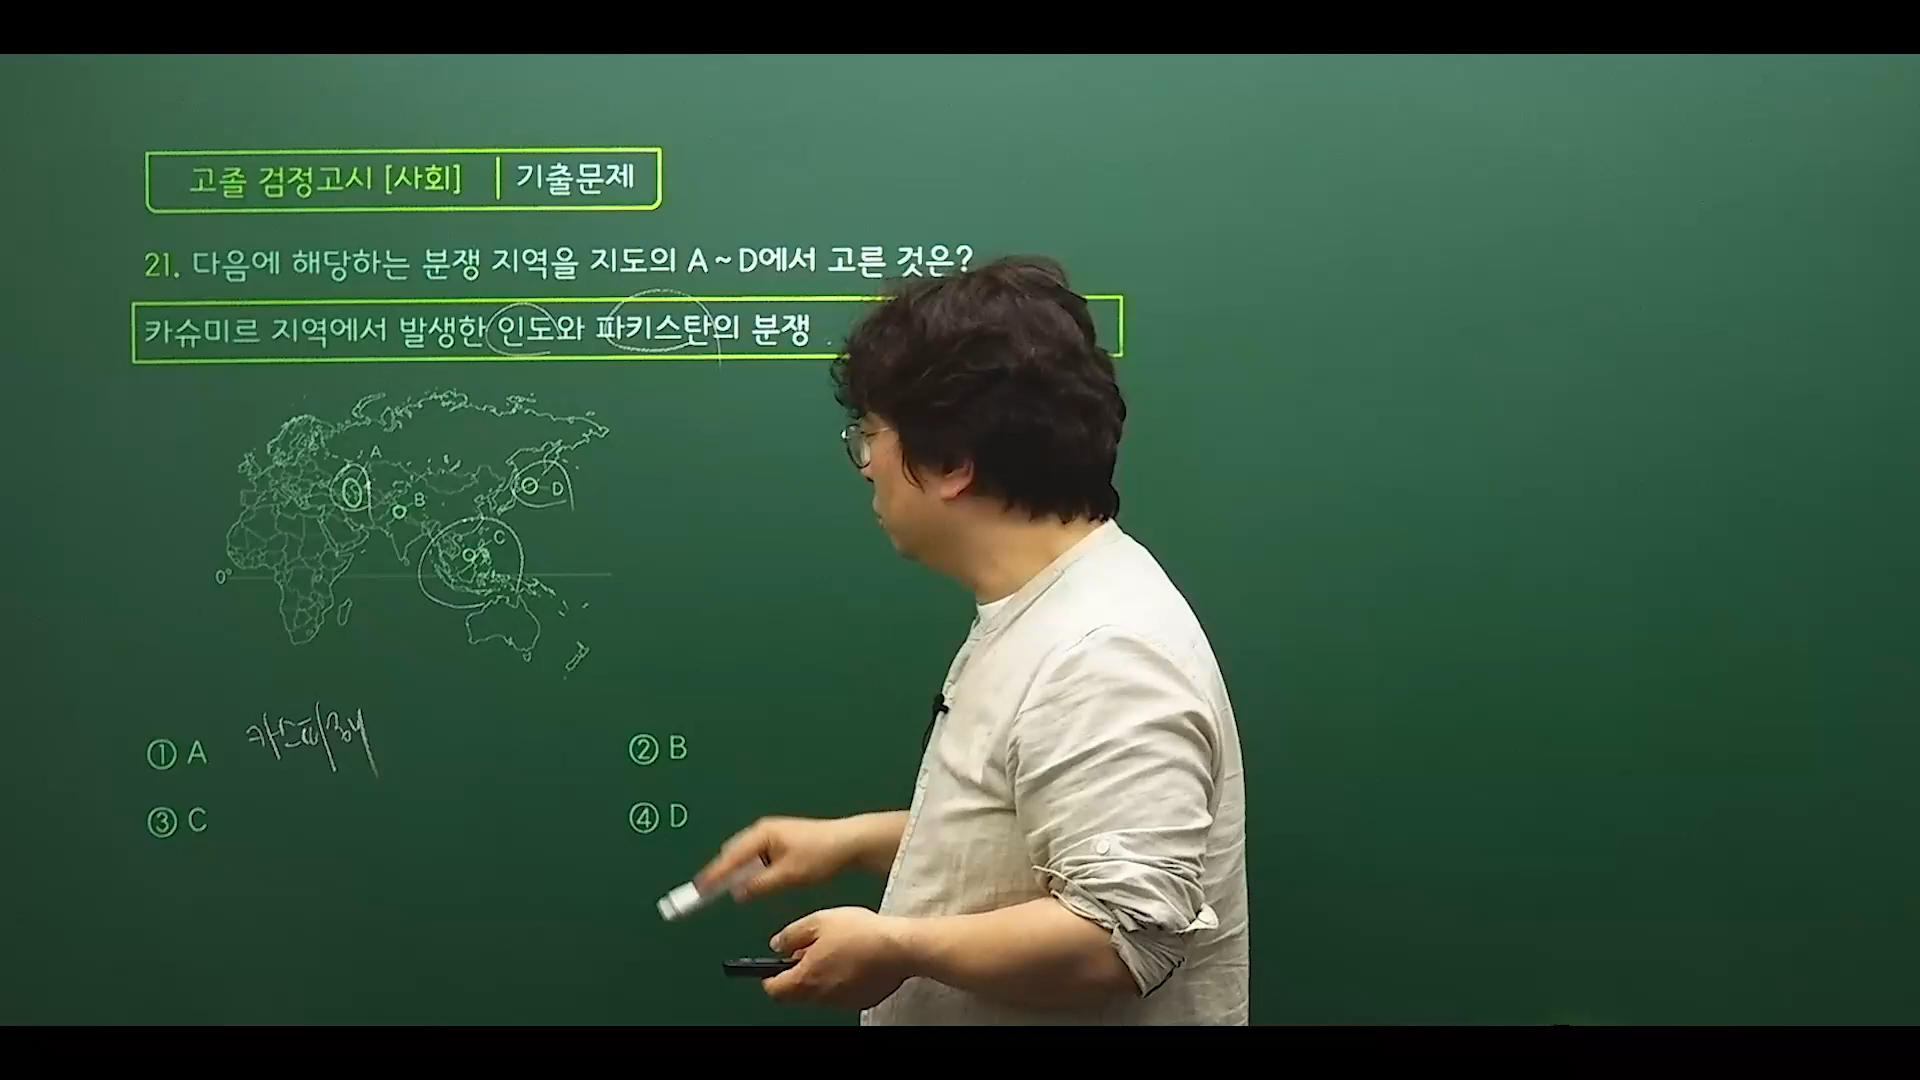 고졸 검정고시 [사회] 기출문제
21. 다음에 해당하는 분쟁 지역을 지도의 A ~ D에서 고른 것은?
카슈미르 지역에서 발생한 인도와 파키스탄의 분쟁
A
B
D
C
0°
① A 카스피해
② B
③ C
④ D